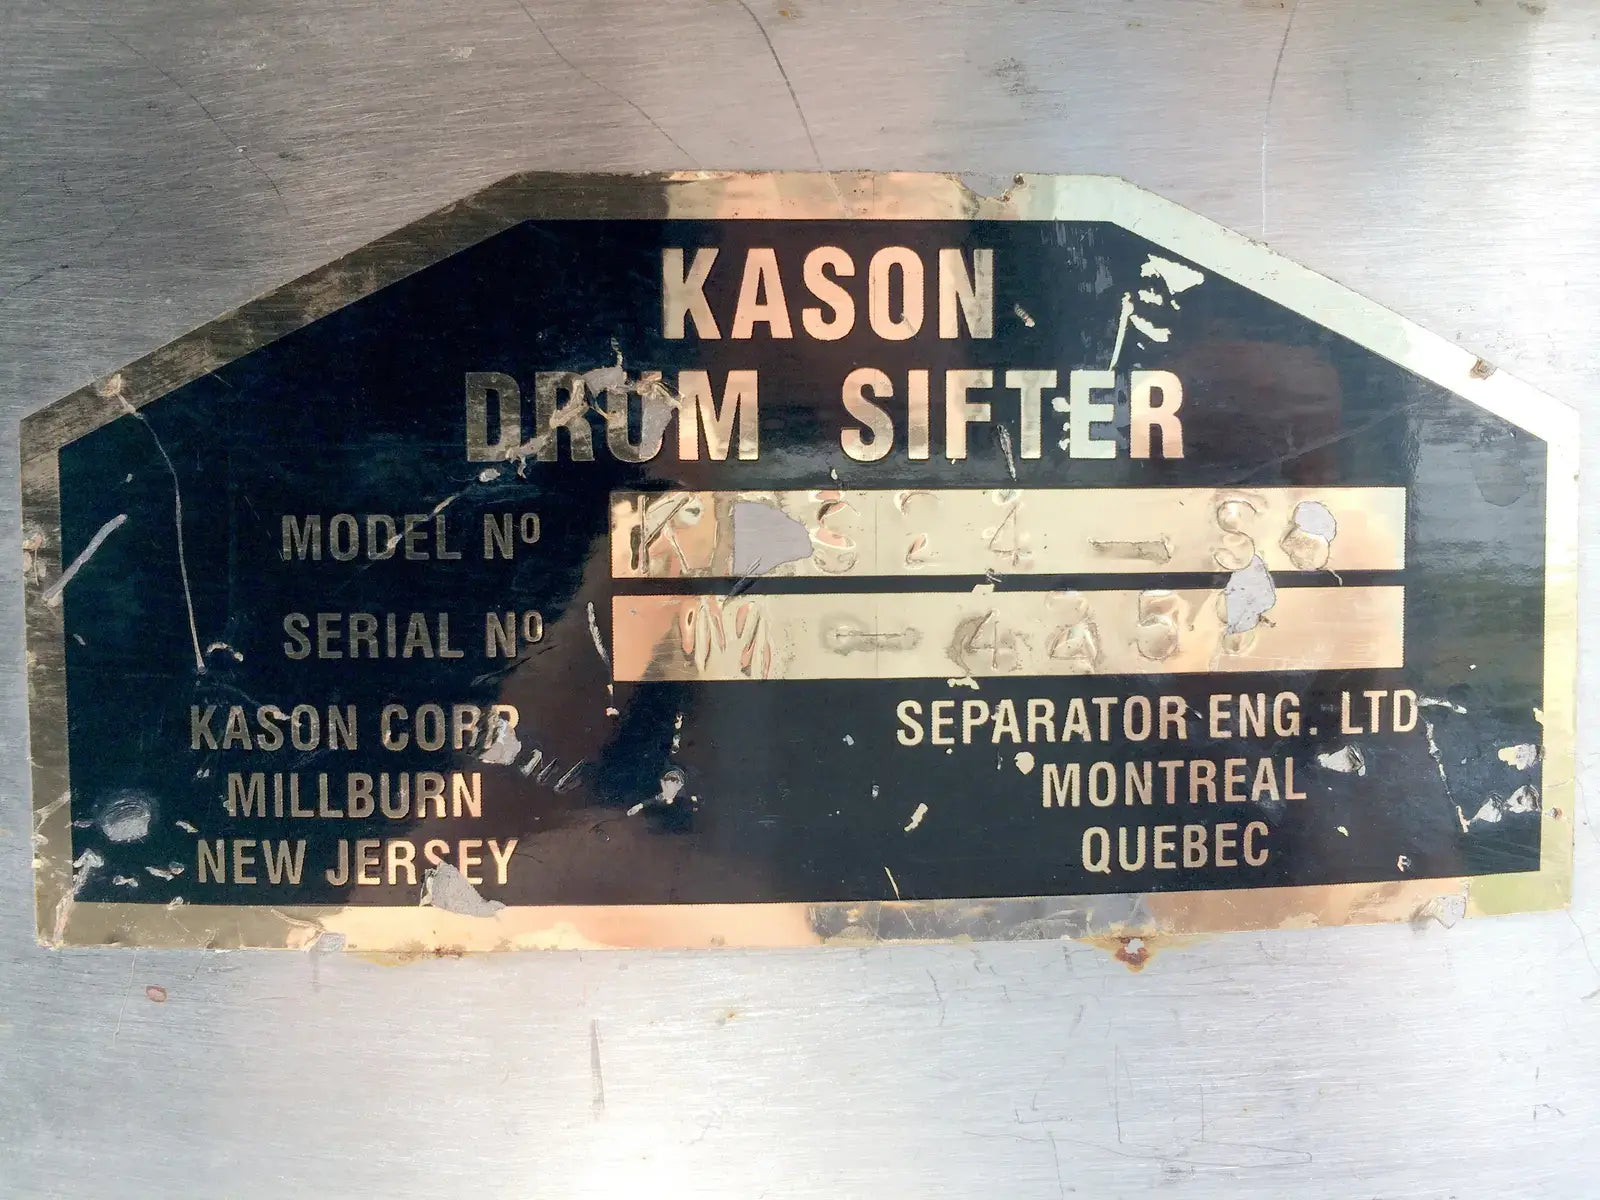 KASON
DRUM SIFTER
MODEL Nº
SERIAL Nº
KASON CORP
MILLBURN
NEW JERSEY
SEPARATOR ENG. LTD
MONTREAL
QUEBEC